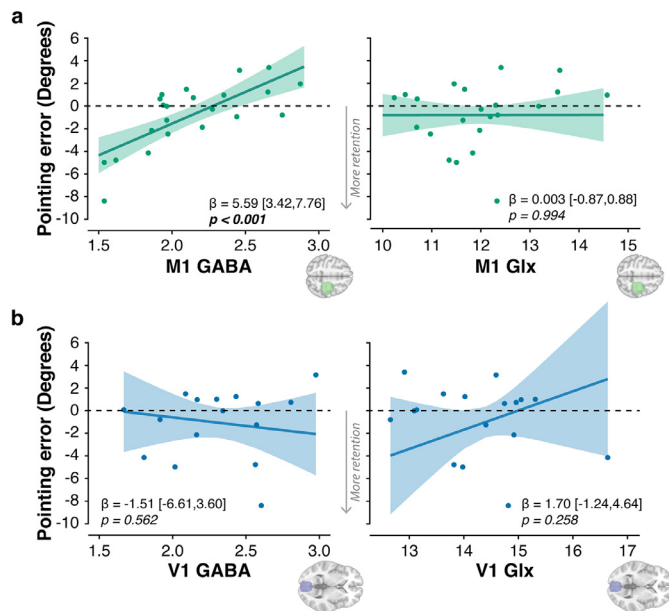 a
Pointing error (Degrees)
6
4
2
0
-2
-4
-6
-8
-10
β = 5.59 [3.42,7.76]
p < 0.001
1.5
2.0
2.5
3.0
M1 GABA
More retention
β = 0.003 [-0.87,0.88]
p = 0.994
10
11
12
13
14
15
M1 Glx
b
Pointing error (Degrees)
6
4
2
0
-2
-4
-6
-8
-10
β = -1.51 [-6.61,3.60]
p = 0.562
1.5
2.0
2.5
3.0
V1 GABA
More retention
β = 1.70 [-1.24,4.64]
p = 0.258
13
14
15
16
17
V1 Glx